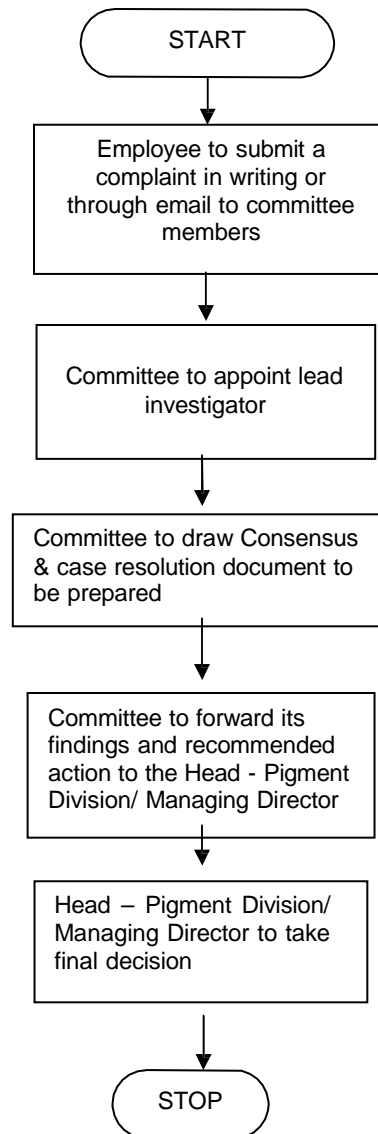 START
Employee to submit a
complaint in writing or
through email to committee
members
Committee to appoint lead
investigator
Committee to draw Consensus
& case resolution document to
be prepared
Committee to forward its
findings and recommended
action to the Head - Pigment
Division/ Managing Director
Head – Pigment Division/
Managing Director to take
final decision
STOP